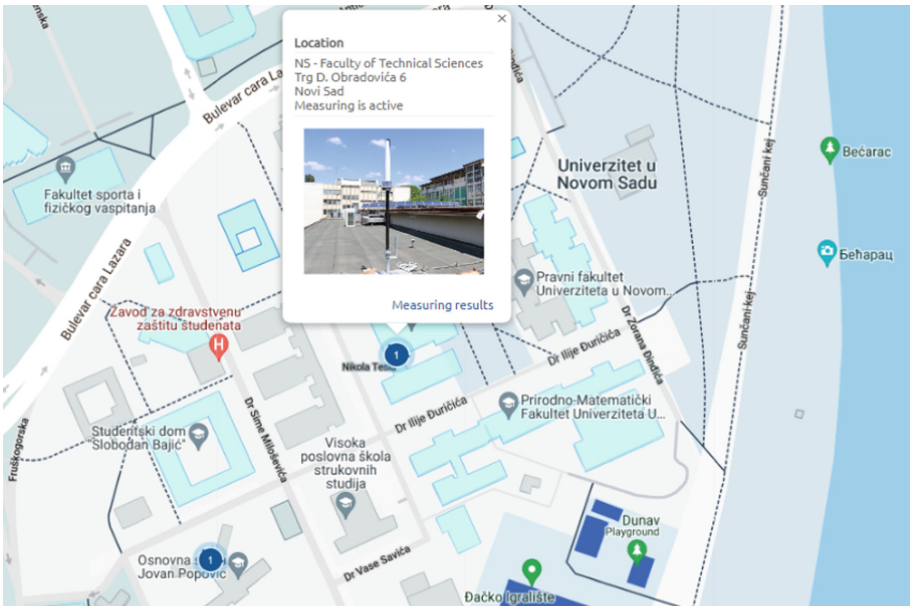 ×
Location
NS - Faculty of Technical Sciences
Trg D. Obradovića 6
Novi Sad
Measuring is active
Measuring results
Bulevar cara La
Univerzitet u
Novom Sadu
Sunčani kej
Bećarac
Бећарац
Fakultet sporta i
fizičkog vaspitanja
Bulevar cara Lazara
Pravni fakultet
Univerziteta u Novom...
Sunčani kej
Zavod za zdravstvenu
zaštitu studenata
H
1
Dr Ilije Đuričića
Dr Zorana Đinđića
Prirodno-Matematički
Fakultet Univerziteta U...
Dr Ilije Đuričića
Dr Sime Miloševića
Studentski dom
"Slobodan Bajić"
Fruškogorska
Visoka
poslovna škola
strukovnih
studija
Dunav
Playground
Osnovna
1
Jovan Popović
Dr Vase Savića
Đačko Igralište